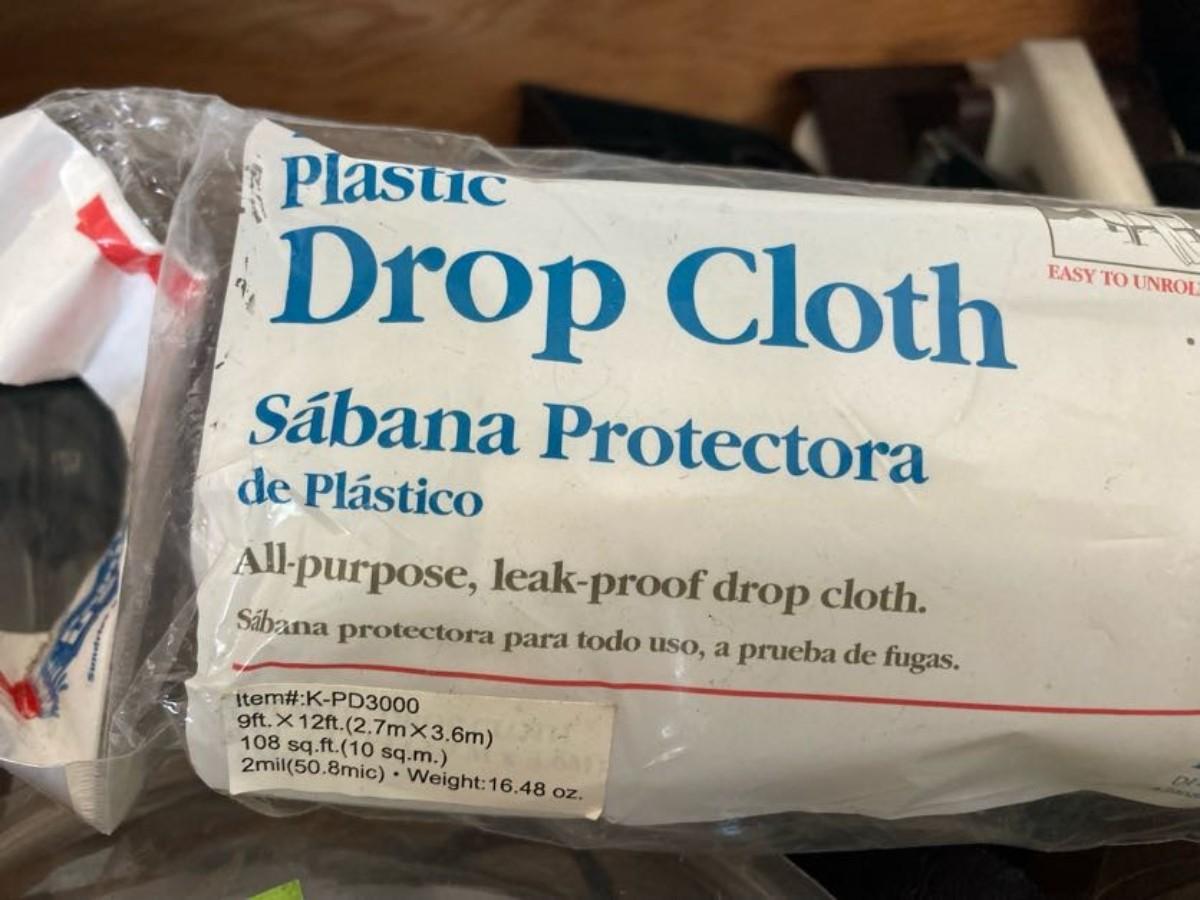 Plastic
Drop Cloth
EASY TO UNROL
Sábana Protectora
de Plástico
All-purpose, leak-proof drop cloth.
Sábana protectora para todo uso, a prueba de fugas.
Item#:K-PD3000
9ft.×12ft.(2.7m×3.6m)
108 sq.ft.(10 sq.m.)
2mil(50.8mic) • Weight:16.48 oz.